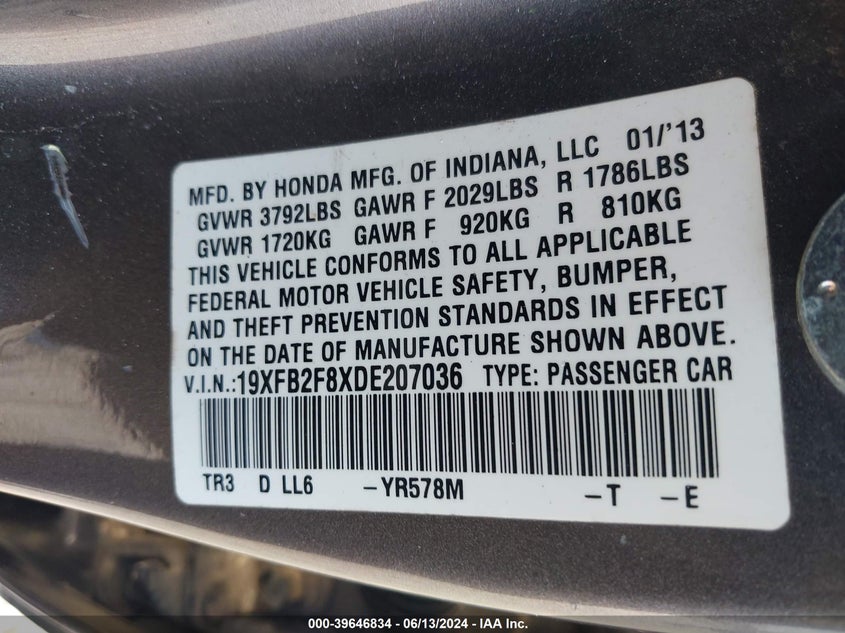 MFD. BY HONDA MFG. OF INDIANA, LLC 01/'13
GVWR 3792LBS GAWR F 2029LBS R 1786LBS
GVWR 1720KG GAWR F 920KG R 810KG
THIS VEHICLE CONFORMS TO ALL APPLICABLE
FEDERAL MOTOR VEHICLE SAFETY, BUMPER,
AND THEFT PREVENTION STANDARDS IN EFFECT
ON THE DATE OF MANUFACTURE SHOWN ABOVE.
V.I.N.:19XFB2F8XDE207036 TYPE: PASSENGER CAR
TR3 D LL6 –YR578M –T –E
000-39646834 - 06/13/2024 - IAA Inc.